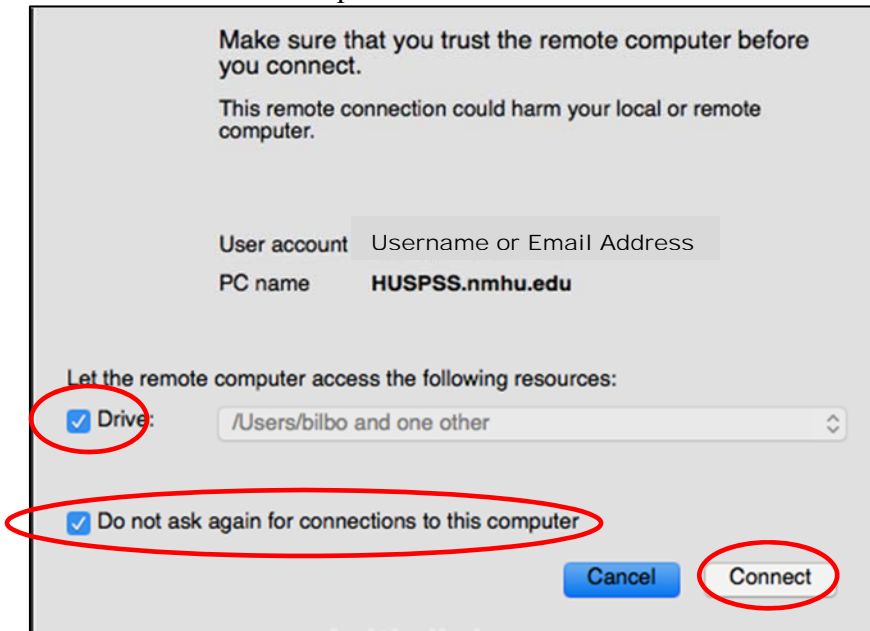 Make sure that you trust the remote computer before
you connect.
This remote connection could harm your local or remote
computer.
User account Username or Email Address
PC name HUSPSS.nmhu.edu
Let the remote computer access the following resources:
Drive: /Users/bilbo and one other
Do not ask again for connections to this computer
Cancel Connect